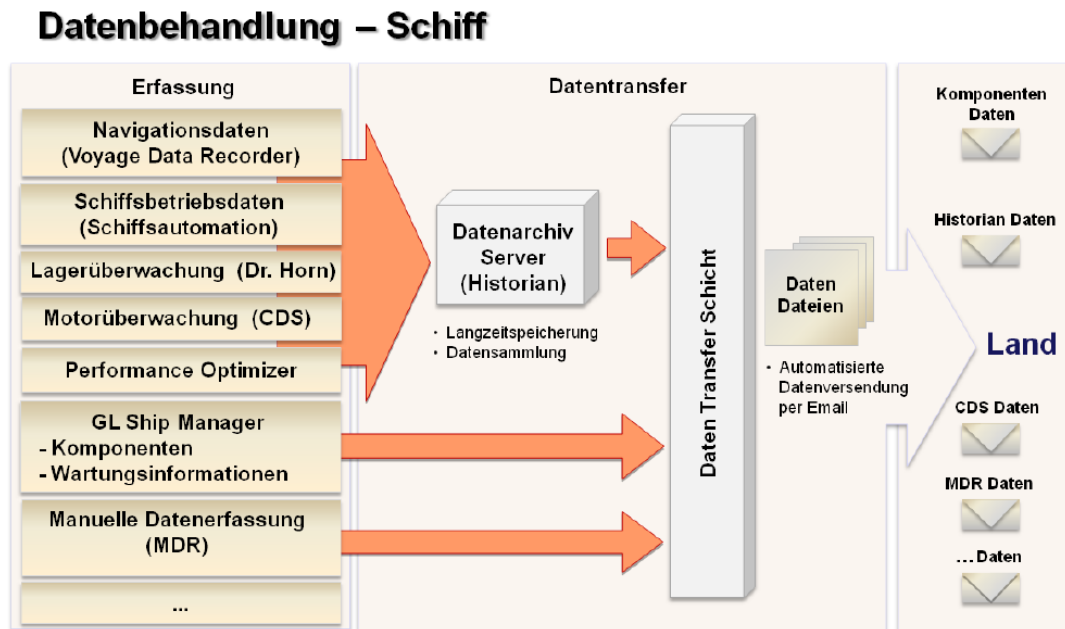 Datenbehandlung – Schiff
Erfassung
Navigationsdaten
(Voyage Data Recorder)
Schiffsbetriebsdaten
(Schiffsautomation)
Lagerüberwachung (Dr. Horn)
Motorüberwachung (CDS)
Performance Optimizer
GL Ship Manager
- Komponenten
- Wartungsinformationen
Manuelle Datenerfassung
(MDR)
...
Datentransfer
Datenarchiv
Server
(Historian)
· Langzeitspeicherung
· Datensammlung
Daten Transfer Schicht
Daten
Dateien
· Automatisierte
Datenversendung
per Email
Komponenten
Daten
Historian Daten
Land
CDS Daten
MDR Daten
... Daten